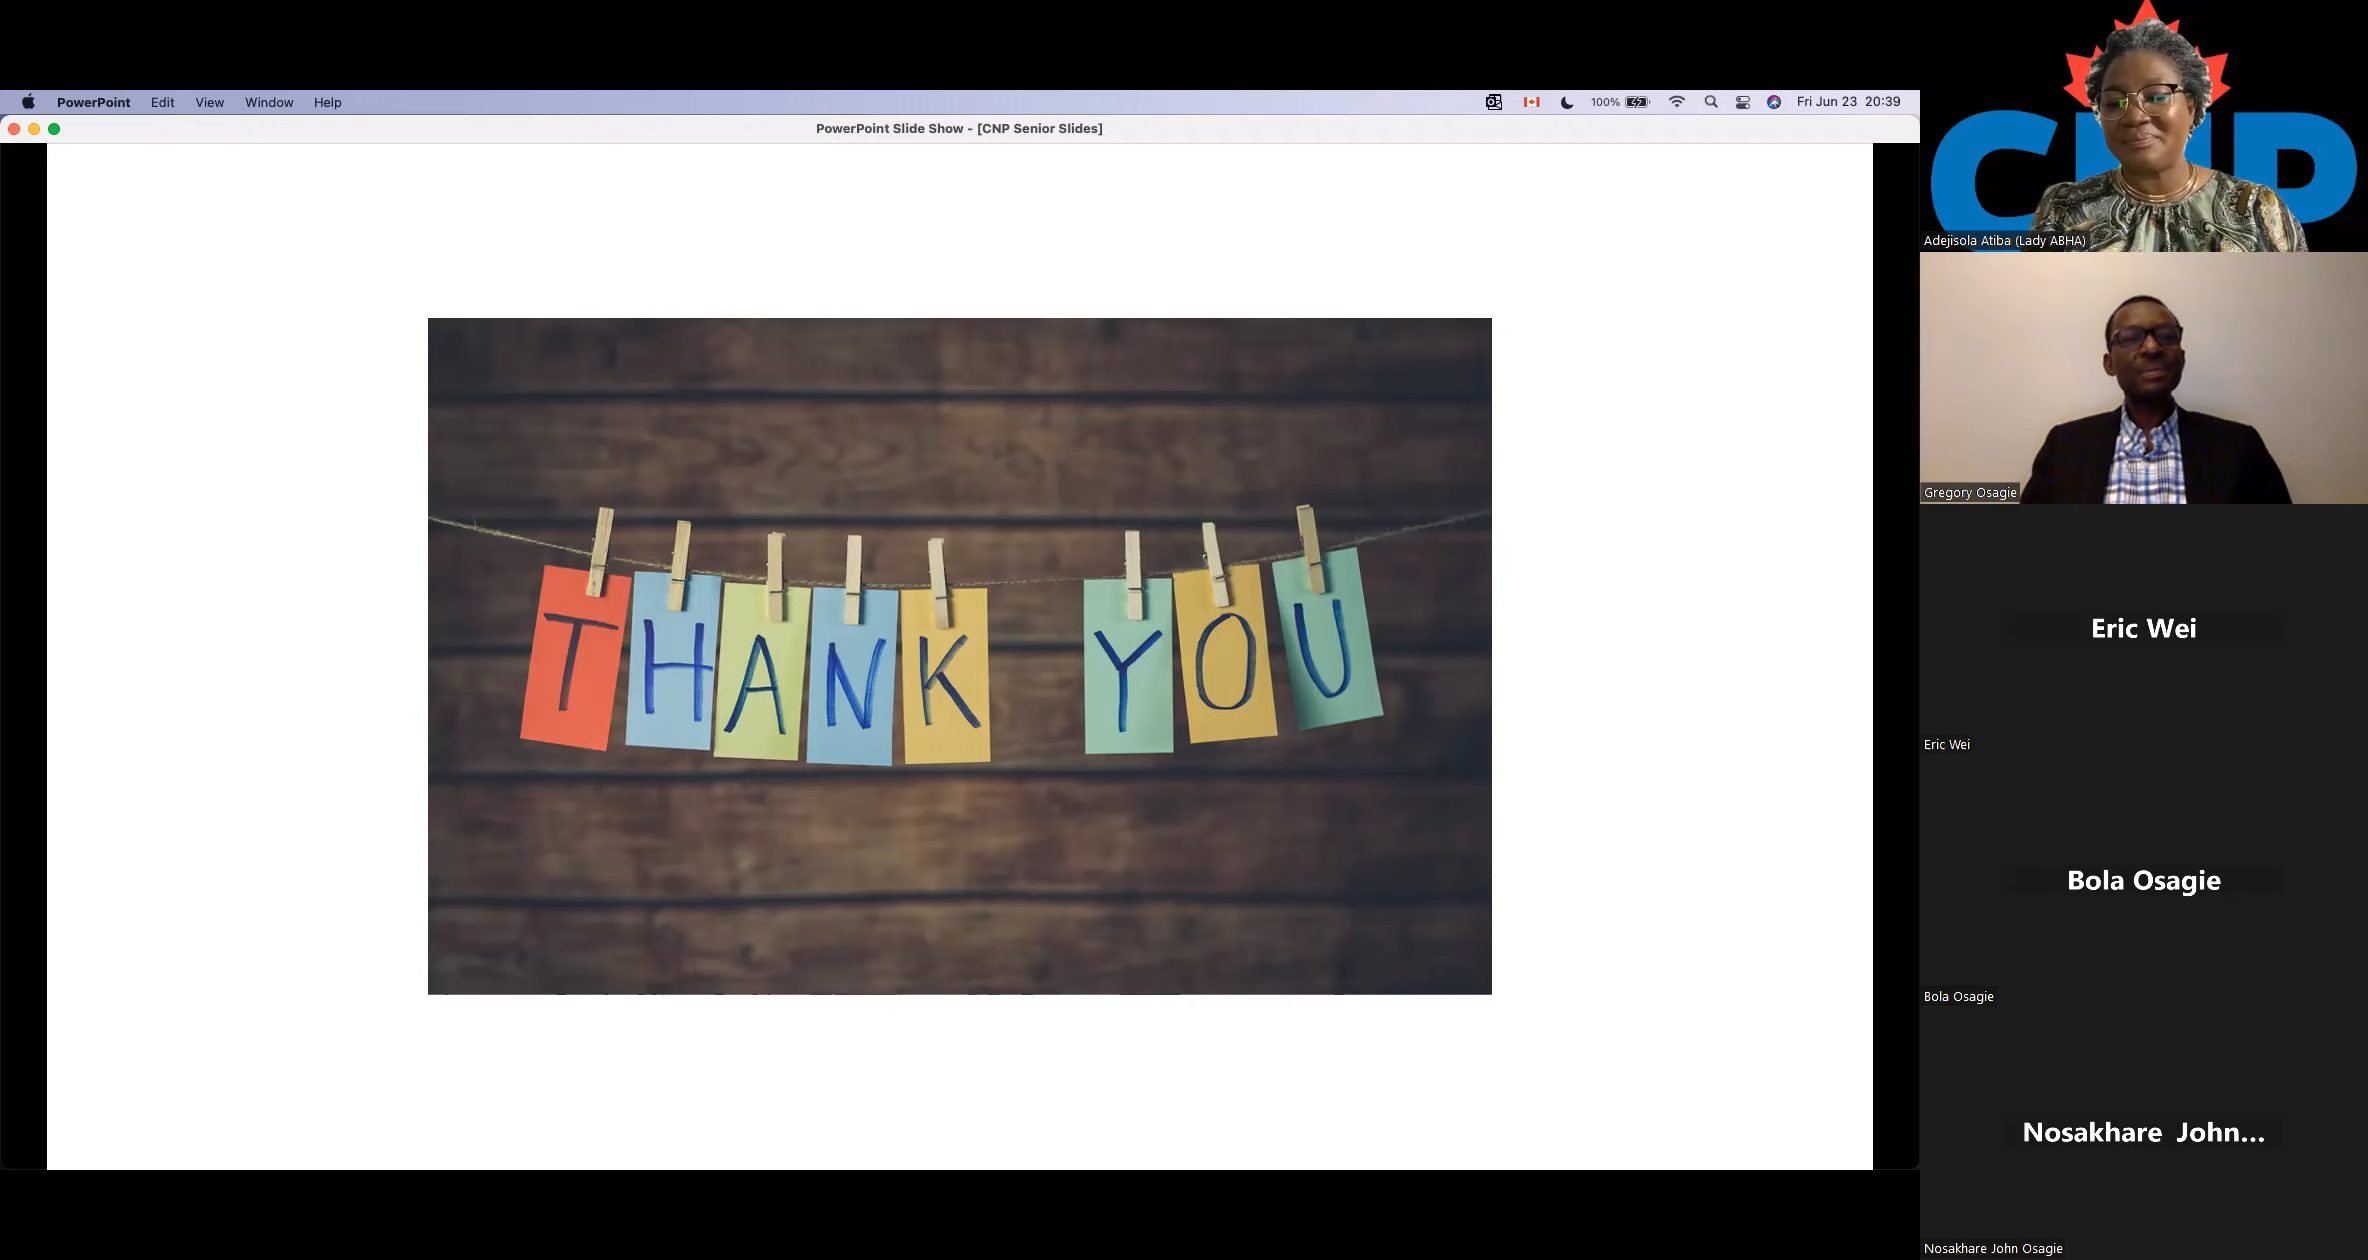 PowerPoint Edit View Window Help
100% Fri Jun 23 20:39
PowerPoint Slide Show - [CNP Senior Slides]
THANK YOU
CNP
Adejisola Atiba (Lady ABHA)
Gregory Osagie
Eric Wei
Eric Wei
Bola Osagie
Bola Osagie
Nosakhare John...
Nosakhare John Osagie